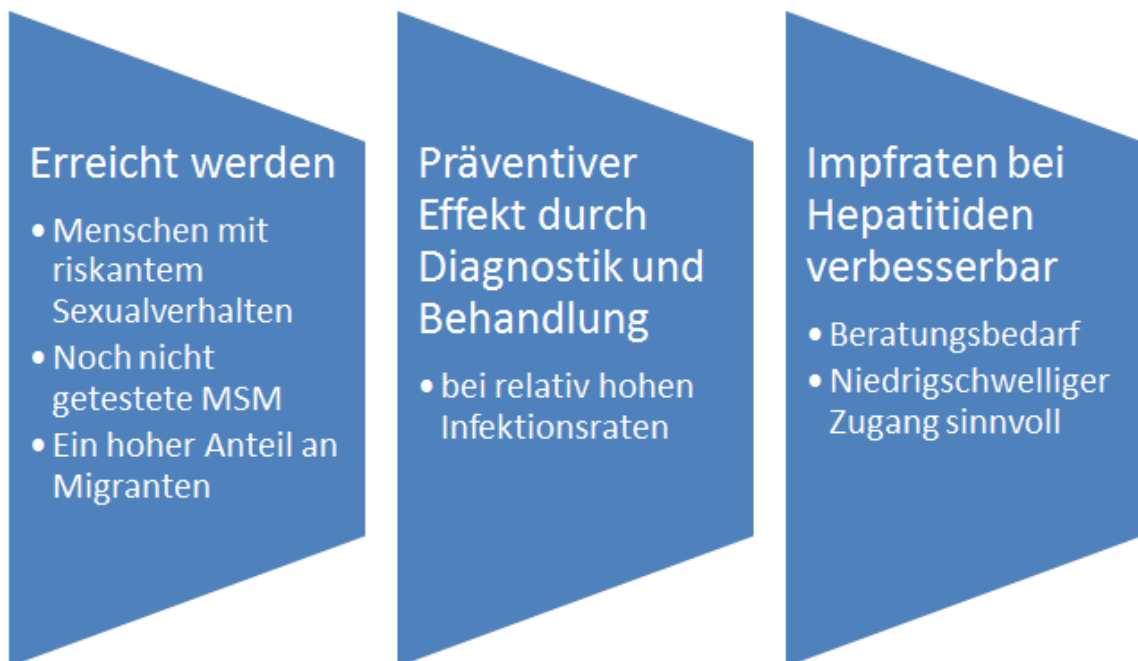 Erreicht werden
• Menschen mit
riskantem
Sexualverhalten
• Noch nicht
getestete MSM
• Ein hoher Anteil an
Migranten
Präventiver
Effekt durch
Diagnostik und
Behandlung
• bei relativ hohen
Infektionsraten
Impfraten bei
Hepatitiden
verbesserbar
• Beratungsbedarf
• Niedrigschwelliger
Zugang sinnvoll